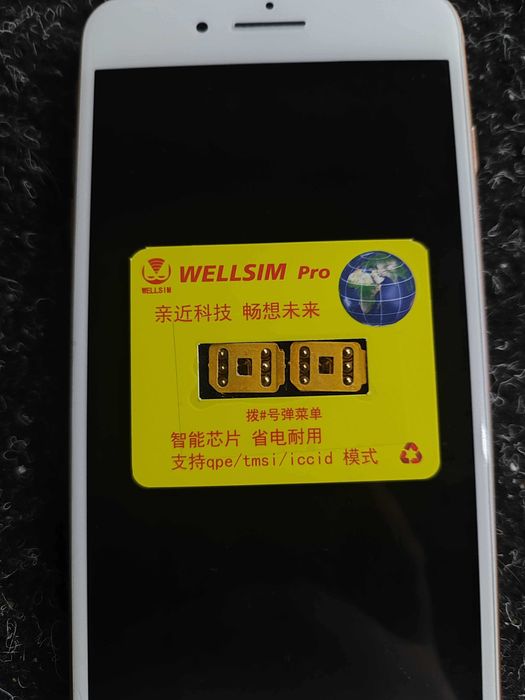 WELLSIM Pro
WELLSIM
亲近科技 畅想未来
拨#号弹菜单
智能芯片 省电耐用
支持qpe/tmsi/iccid 模式